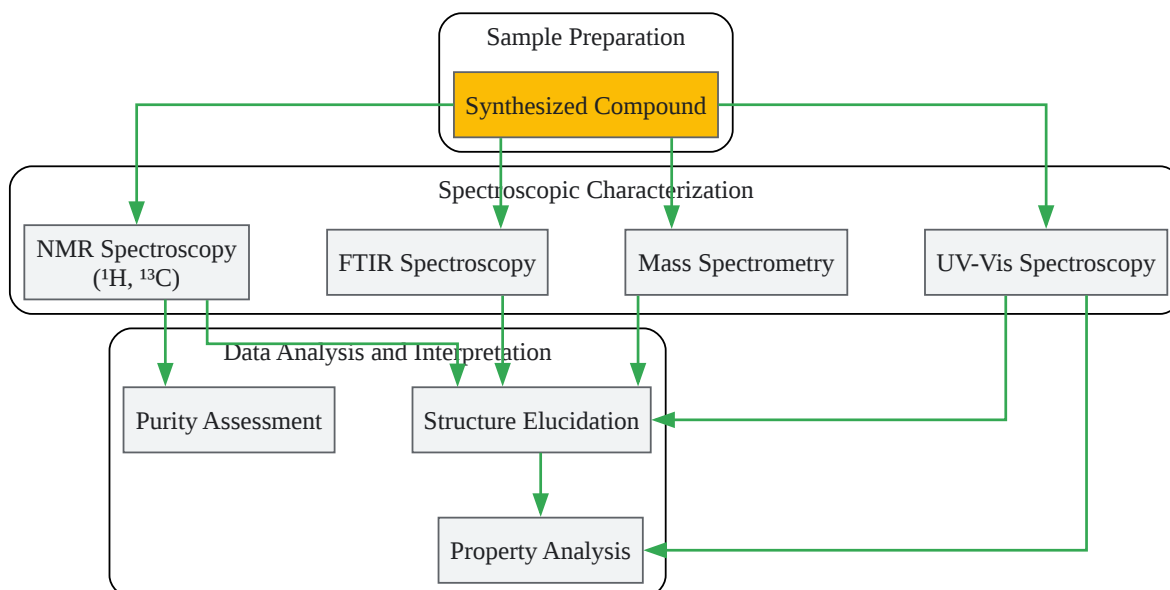 Sample Preparation
Synthesized Compound
Spectroscopic Characterization
NMR Spectroscopy
(¹H, ¹³C)
FTIR Spectroscopy
Mass Spectrometry
UV-Vis Spectroscopy
Data Analysis and Interpretation
Purity Assessment
Structure Elucidation
Property Analysis